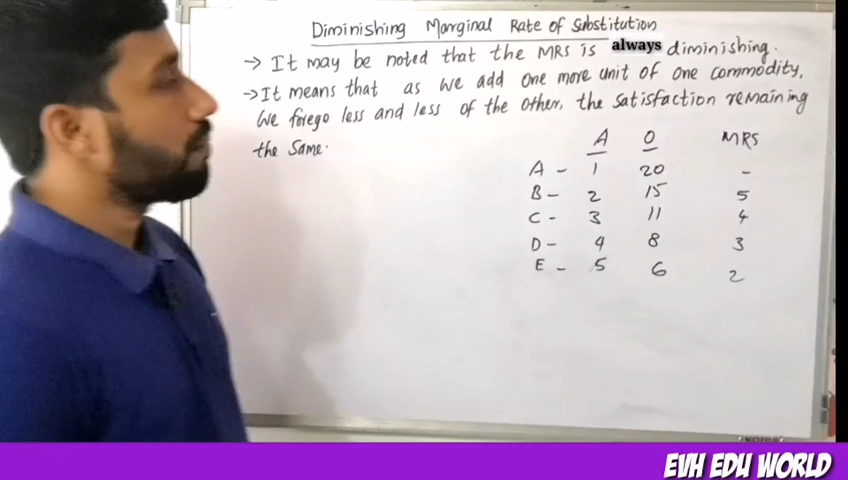 Diminishing Marginal Rate of Substitution
→ It may be noted that the MRS is always diminishing.
→ It means that as we add one more unit of one commodity,
we forego less and less of the other, the satisfaction remaining
the same.
A O MRS
A - 1 20 -
B - 2 15 5
C - 3 11 4
D - 4 8 3
E - 5 6 2
KORES
EVH EDU WORLD